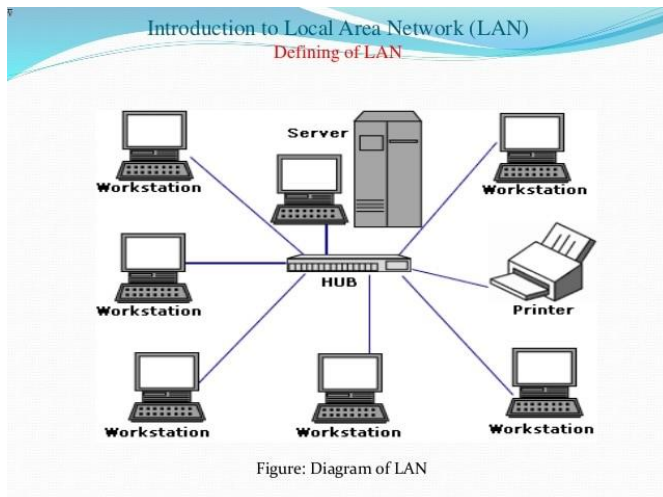 Introduction to Local Area Network (LAN)
Defining of LAN
Server
Workstation
Workstation
HUB
Workstation
Printer
Workstation
Workstation
Workstation
Figure: Diagram of LAN